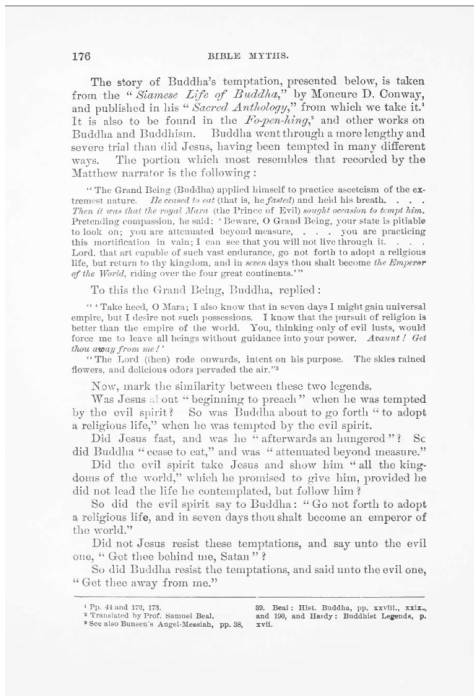 176 BIBLE MYTHS.
The story of Buddha's temptation, presented below, is taken
from the "Siamese Life of Buddha," by Moncure D. Conway,
and published in his "Sacred Anthology," from which we take it.¹
It is also to be found in the Fo-pen-hing,² and other works on
Buddha and Buddhism. Buddha went through a more lengthy and
severe trial than did Jesus, having been tempted in many different
ways. The portion which most resembles that recorded by the
Matthew narrator is the following:
"The Grand Being (Buddha) applied himself to practice asceticism of the ex-
tremest nature. He ceased to eat (that is, he fasted) and held his breath. . . .
Then it was that the royal Mara (the Prince of Evil) sought occasion to tempt him.
Pretending compassion, he said: 'Beware, O Grand Being, your state is pitiable
to look on; you are attenuated beyond measure, . . . you are practicing
this mortification in vain; I can see that you will not live through it. . . .
Lord, that art capable of such vast endurance, go not forth to adopt a religious
life, but return to thy kingdom, and in seven days thou shalt become the Emperor
of the World, riding over the four great continents.'"
To this the Grand Being, Buddha, replied:
"'Take heed, O Mara; I also know that in seven days I might gain universal
empire, but I desire not such possessions. I know that the pursuit of religion is
better than the empire of the world. You, thinking only of evil lusts, would
force me to leave all beings without guidance into your power. Avaunt! Get
thou away from me!'
"The Lord (then) rode onwards, intent on his purpose. The skies rained
flowers, and delicious odors pervaded the air."³
Now, mark the similarity between these two legends.
Was Jesus about "beginning to preach" when he was tempted
by the evil spirit? So was Buddha about to go forth "to adopt
a religious life," when he was tempted by the evil spirit.
Did Jesus fast, and was he "afterwards an hungered"? So
did Buddha "cease to eat," and was "attenuated beyond measure."
Did the evil spirit take Jesus and show him "all the king-
doms of the world," which he promised to give him, provided he
did not lead the life he contemplated, but follow him?
So did the evil spirit say to Buddha: "Go not forth to adopt
a religious life, and in seven days thou shalt become an emperor of
the world."
Did not Jesus resist these temptations, and say unto the evil
one, "Get thee behind me, Satan"?
So did Buddha resist the temptations, and said unto the evil one,
"Get thee away from me."
¹ Pp. 44 and 172, 173.
² Translated by Prof. Samuel Beal.
³ See also Bunsen's Angel-Messiah, pp. 38,
39. Beal: Hist. Buddha, pp. xxviii., xxix.,
and 190, and Hardy: Buddhist Legends, p.
xvii.